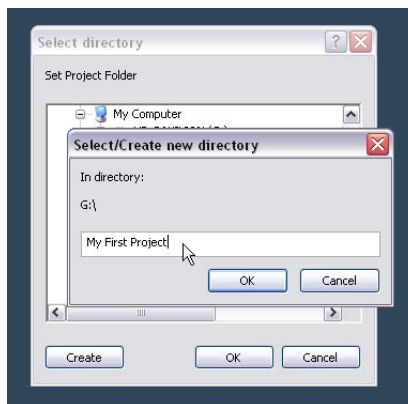 Select directory
Set Project Folder
My Computer
Select/Create new directory
In directory:
G:\
My First Project
OK Cancel
Create OK Cancel